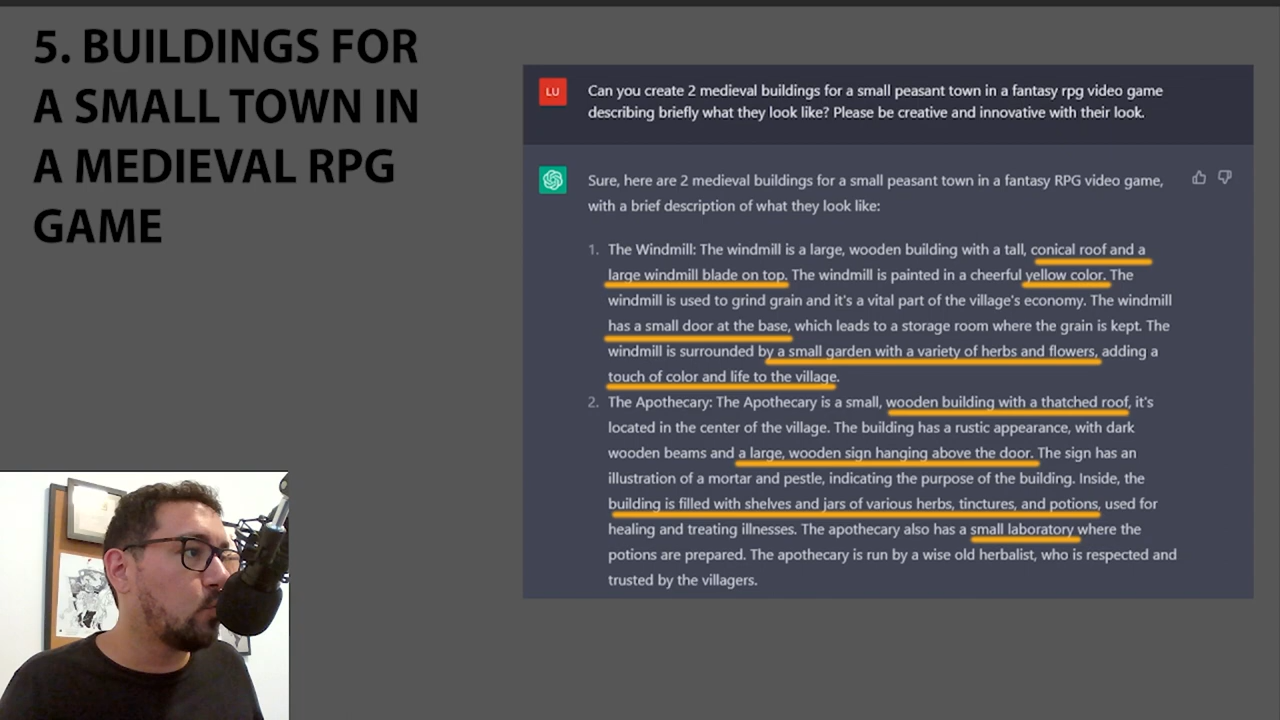 5. BUILDINGS FOR
A SMALL TOWN IN
A MEDIEVAL RPG
GAME
LU
Can you create 2 medieval buildings for a small peasant town in a fantasy rpg video game
describing briefly what they look like? Please be creative and innovative with their look.
Sure, here are 2 medieval buildings for a small peasant town in a fantasy RPG video game,
with a brief description of what they look like:
1. The Windmill: The windmill is a large, wooden building with a tall, conical roof and a
large windmill blade on top. The windmill is painted in a cheerful yellow color. The
windmill is used to grind grain and it's a vital part of the village's economy. The windmill
has a small door at the base, which leads to a storage room where the grain is kept. The
windmill is surrounded by a small garden with a variety of herbs and flowers, adding a
touch of color and life to the village.
2. The Apothecary: The Apothecary is a small, wooden building with a thatched roof, it's
located in the center of the village. The building has a rustic appearance, with dark
wooden beams and a large, wooden sign hanging above the door. The sign has an
illustration of a mortar and pestle, indicating the purpose of the building. Inside, the
building is filled with shelves and jars of various herbs, tinctures, and potions, used for
healing and treating illnesses. The apothecary also has a small laboratory where the
potions are prepared. The apothecary is run by a wise old herbalist, who is respected and
trusted by the villagers.